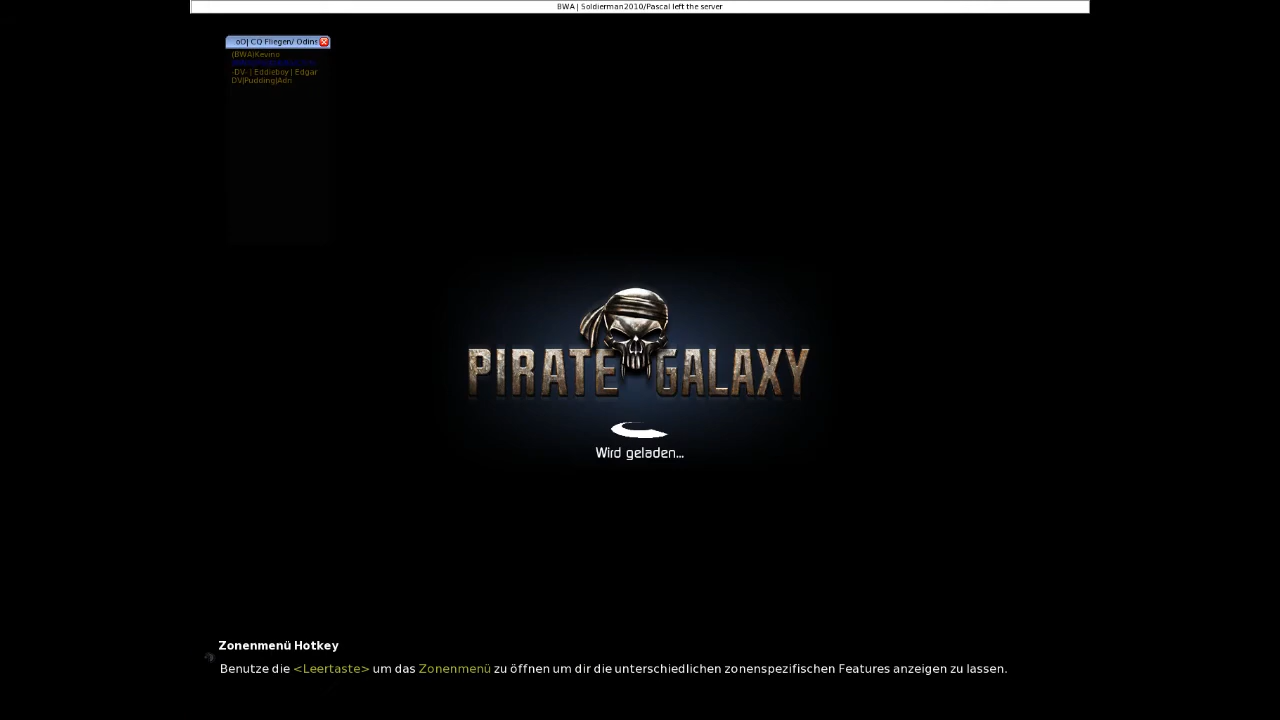 BWA | Soldierman2010/Pascal left the server
oO| CO Fliegen/ Odins
(BWA)Kevino
-DV- | Eddieboy | Edgar
DV|Pudding|Adri
PIRATE GALAXY
Wird geladen...
Zonenmenü Hotkey
Benutze die <Leertaste> um das Zonenmenü zu öffnen um dir die unterschiedlichen zonenspezifischen Features anzeigen zu lassen.